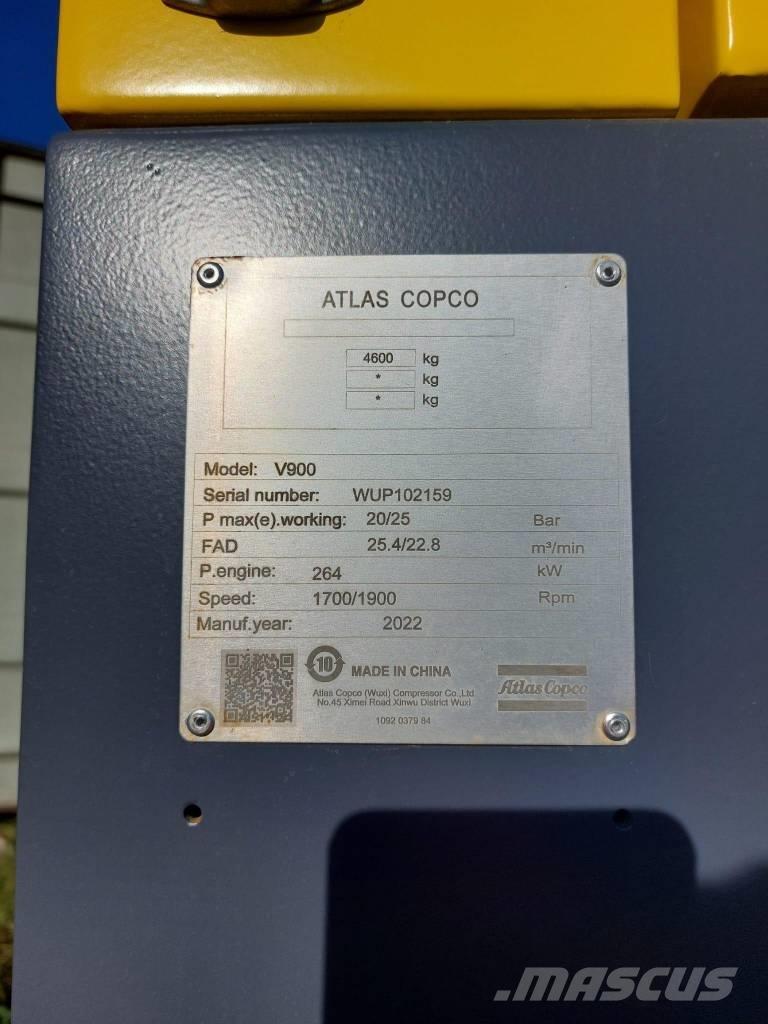 ATLAS COPCO
4600 kg
* kg
* kg
Model: V900
Serial number: WUP102159
P max(e).working: 20/25 Bar
FAD 25.4/22.8 m³/min
P.engine: 264 kW
Speed: 1700/1900 Rpm
Manuf.year: 2022
10 MADE IN CHINA
Atlas Copco (Wuxi) Compressor Co.,Ltd
No.45 Ximei Road Xinwu District Wuxi
1092 0379 84
Atlas Copco
MASCUS